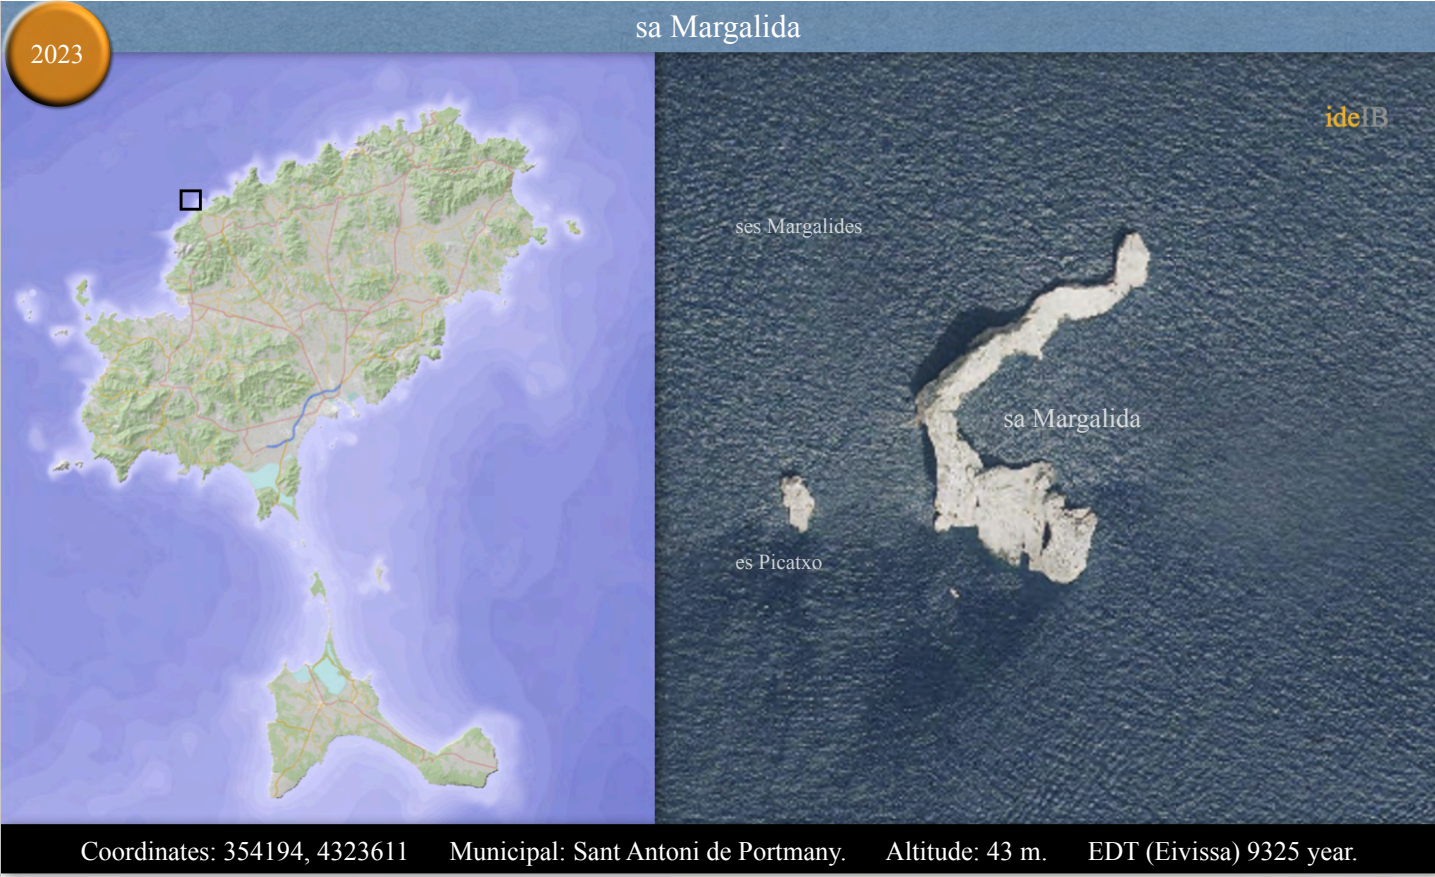 sa Margalida
2023
ideIB
ses Margalides
sa Margalida
es Picatxo
Coordinates: 354194, 4323611 Municipal: Sant Antoni de Portmany. Altitude: 43 m. EDT (Eivissa) 9325 year.